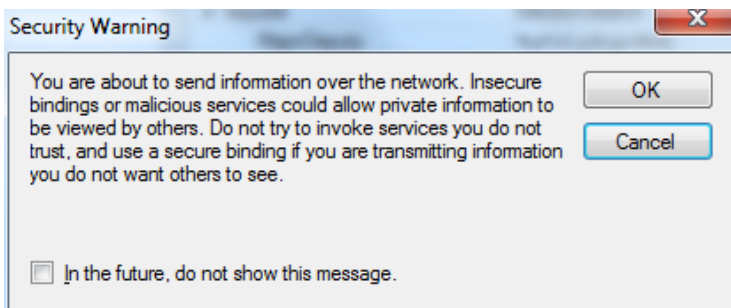 Security Warning
You are about to send information over the network. Insecure
bindings or malicious services could allow private information to
be viewed by others. Do not try to invoke services you do not
trust, and use a secure binding if you are transmitting information
you do not want others to see.
OK
Cancel
In the future, do not show this message.